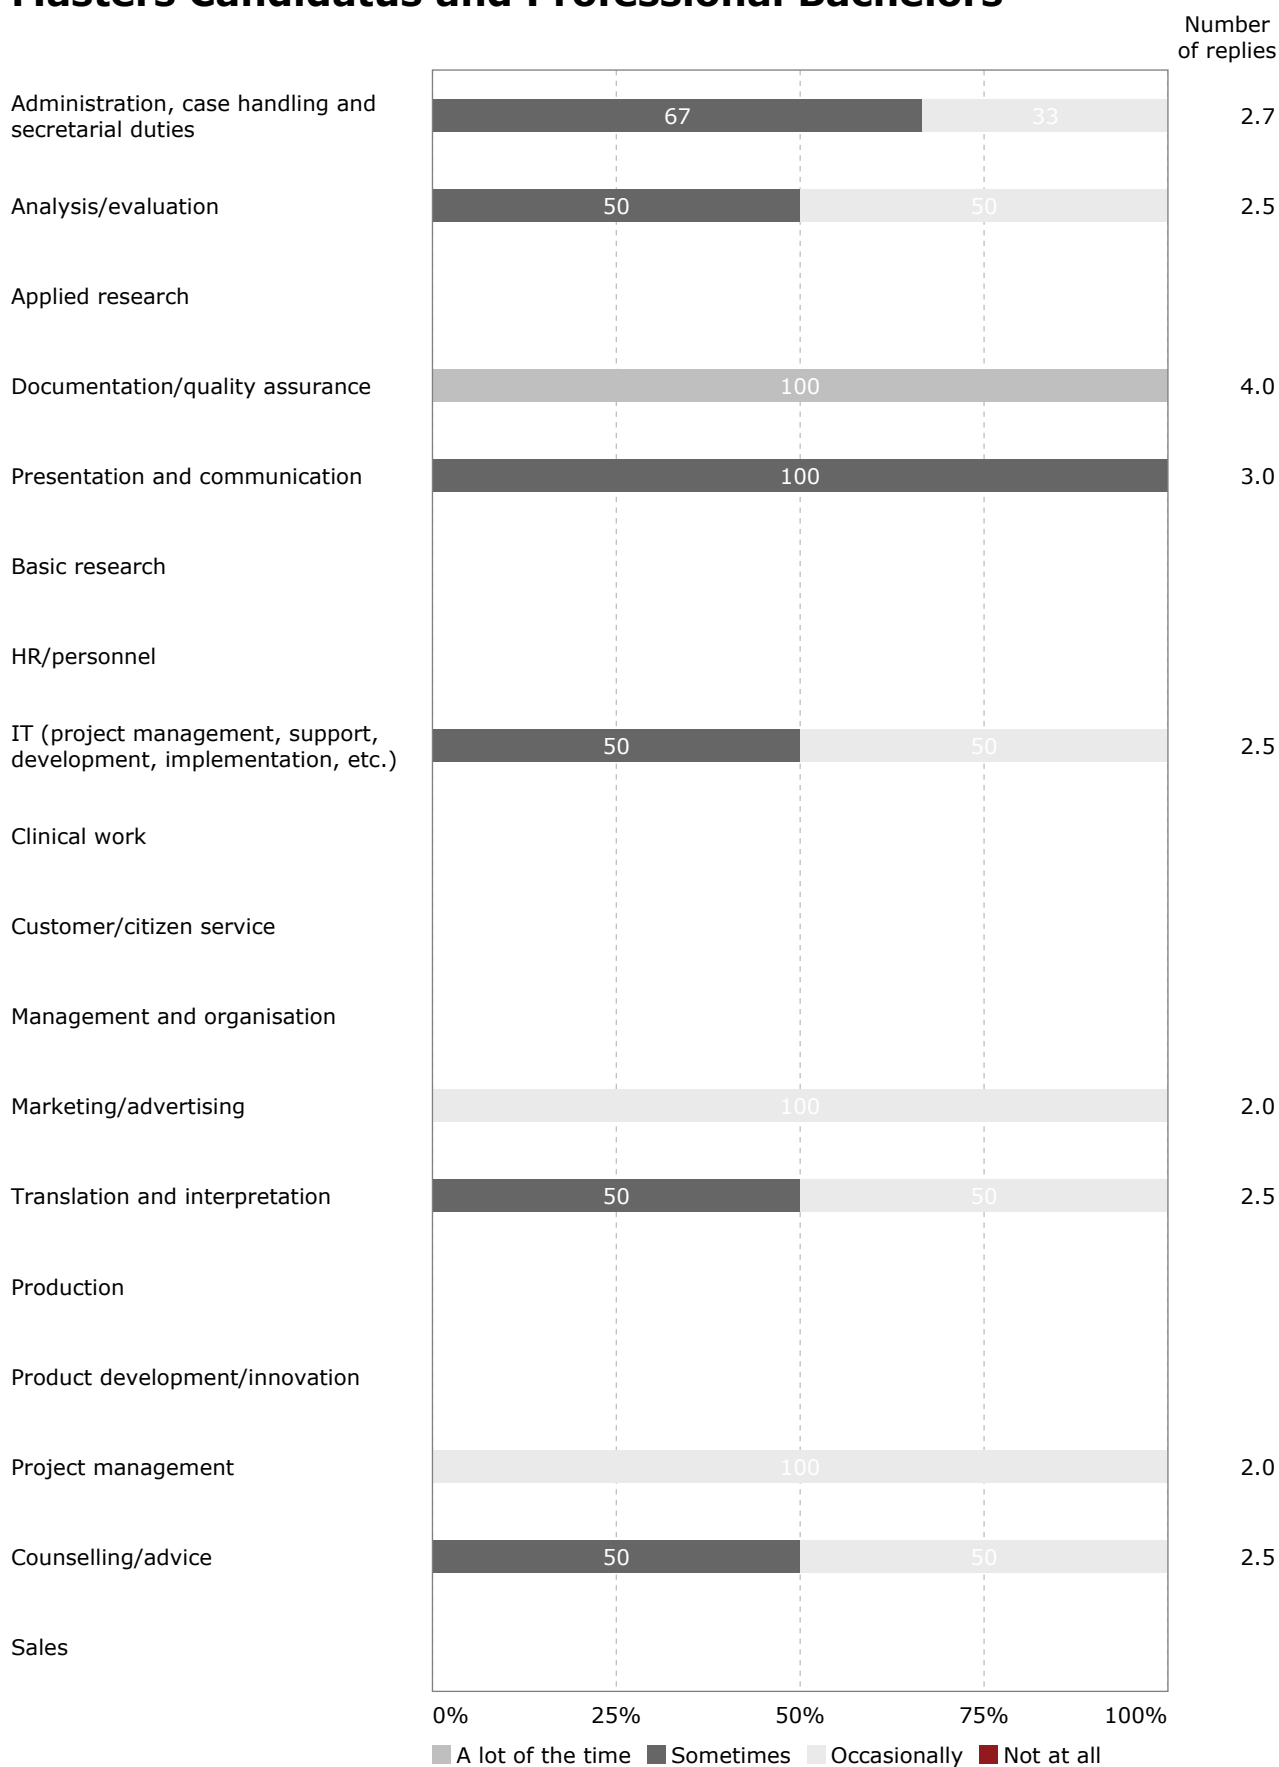 Masters Candidatus and Professional Bachelors
Number
of replies
Administration, case handling and
secretarial duties
67
33
2.7
Analysis/evaluation
50
50
2.5
Applied research
Documentation/quality assurance
100
4.0
Presentation and communication
100
3.0
Basic research
HR/personnel
IT (project management, support,
development, implementation, etc.)
50
50
2.5
Clinical work
Customer/citizen service
Management and organisation
Marketing/advertising
100
2.0
Translation and interpretation
50
50
2.5
Production
Product development/innovation
Project management
100
2.0
Counselling/advice
50
50
2.5
Sales
0% 25% 50% 75% 100%
A lot of the time Sometimes Occasionally Not at all